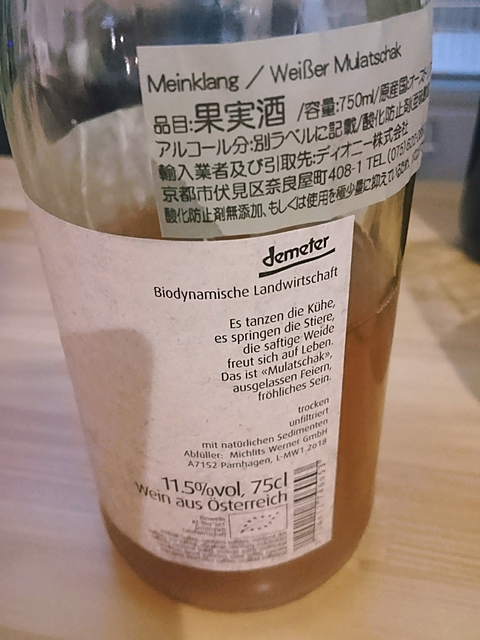 Meinklang / Weißer Mulatschak
品目:果実酒 /容量:750ml/原産国:オースト
アルコール分:別ラベルに記載/酸化防止剤
輸入業者及び引取先:ディオニー株式会社
京都市伏見区奈良屋町408-1 TEL(075)622
酸化防止剤無添加、もしくは使用を極少量に抑えている為
demeter
Biodynamische Landwirtschaft
Es tanzen die Kühe,
es springen die Stiere,
die saftige Weide
freut sich auf Leben.
Das ist «Mulatschak»,
ausgelassen Feiern,
fröhliches Sein.
trocken
unfiltriert
mit natürlichen Sedimenten
Abfüller: Michlits Werner GmbH
A7152 Pamhagen, L-MW1 2018
11.5%vol, 75cl
Wein aus Österreich
Landwirtschaft